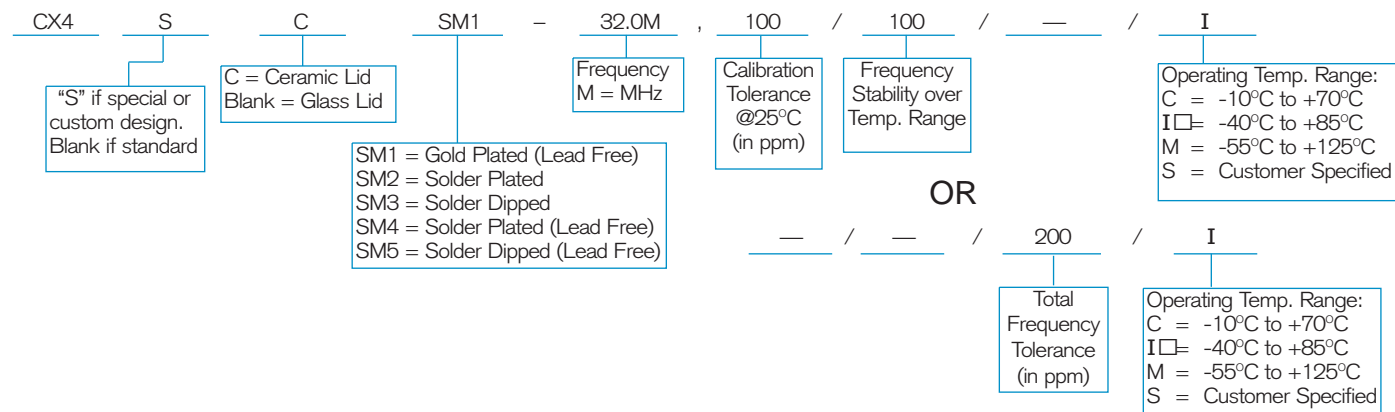 CX4 S C SM1 – 32.0M , 100 / 100 / — / I
“S” if special or
custom design.
Blank if standard
C = Ceramic Lid
Blank = Glass Lid
SM1 = Gold Plated (Lead Free)
SM2 = Solder Plated
SM3 = Solder Dipped
SM4 = Solder Plated (Lead Free)
SM5 = Solder Dipped (Lead Free)
Frequency
M = MHz
Calibration
Tolerance
@25°C
(in ppm)
Frequency
Stability over
Temp. Range
Operating Temp. Range:
C = -10°C to +70°C
I□= -40°C to +85°C
M = -55°C to +125°C
S = Customer Specified
OR
— / — / 200 / I
Total
Frequency
Tolerance
(in ppm)
Operating Temp. Range:
C = -10°C to +70°C
I□= -40°C to +85°C
M = -55°C to +125°C
S = Customer Specified